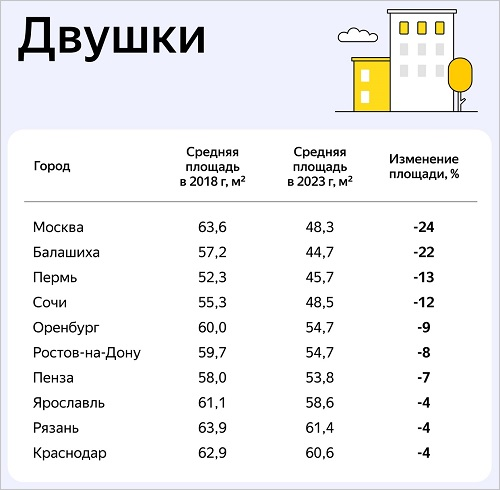 Двушки
Город
Средняя площадь в 2018 г, м²
Средняя площадь в 2023 г, м²
Изменение площади, %
Москва 63,6 48,3 -24
Балашиха 57,2 44,7 -22
Пермь 52,3 45,7 -13
Сочи 55,3 48,5 -12
Оренбург 60,0 54,7 -9
Ростов-на-Дону 59,7 54,7 -8
Пенза 58,0 53,8 -7
Ярославль 61,1 58,6 -4
Рязань 63,9 61,4 -4
Краснодар 62,9 60,6 -4